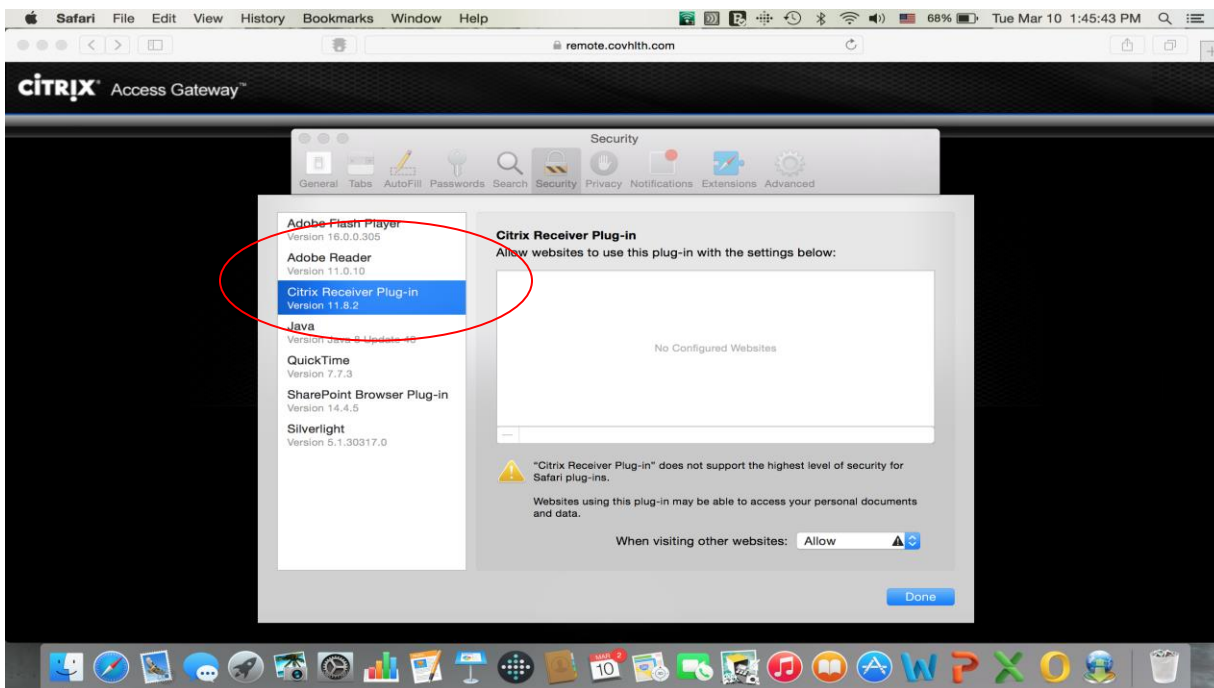 Safari File Edit View History Bookmarks Window Help 68% Tue Mar 10 1:45:43 PM
remote.covhlth.com
CITRIX Access Gateway™
Security
General Tabs AutoFill Passwords Search Security Privacy Notifications Extensions Advanced
Adobe Flash Player
Version 16.0.0.305
Adobe Reader
Version 11.0.10
Citrix Receiver Plug-in
Version 11.8.2
Java
Version Java 8 Update 40
QuickTime
Version 7.7.3
SharePoint Browser Plug-in
Version 14.4.5
Silverlight
Version 5.1.30317.0
Citrix Receiver Plug-in
Allow websites to use this plug-in with the settings below:
No Configured Websites
"Citrix Receiver Plug-in" does not support the highest level of security for
Safari plug-ins.
Websites using this plug-in may be able to access your personal documents
and data.
When visiting other websites: Allow
Done
MAR 2
10